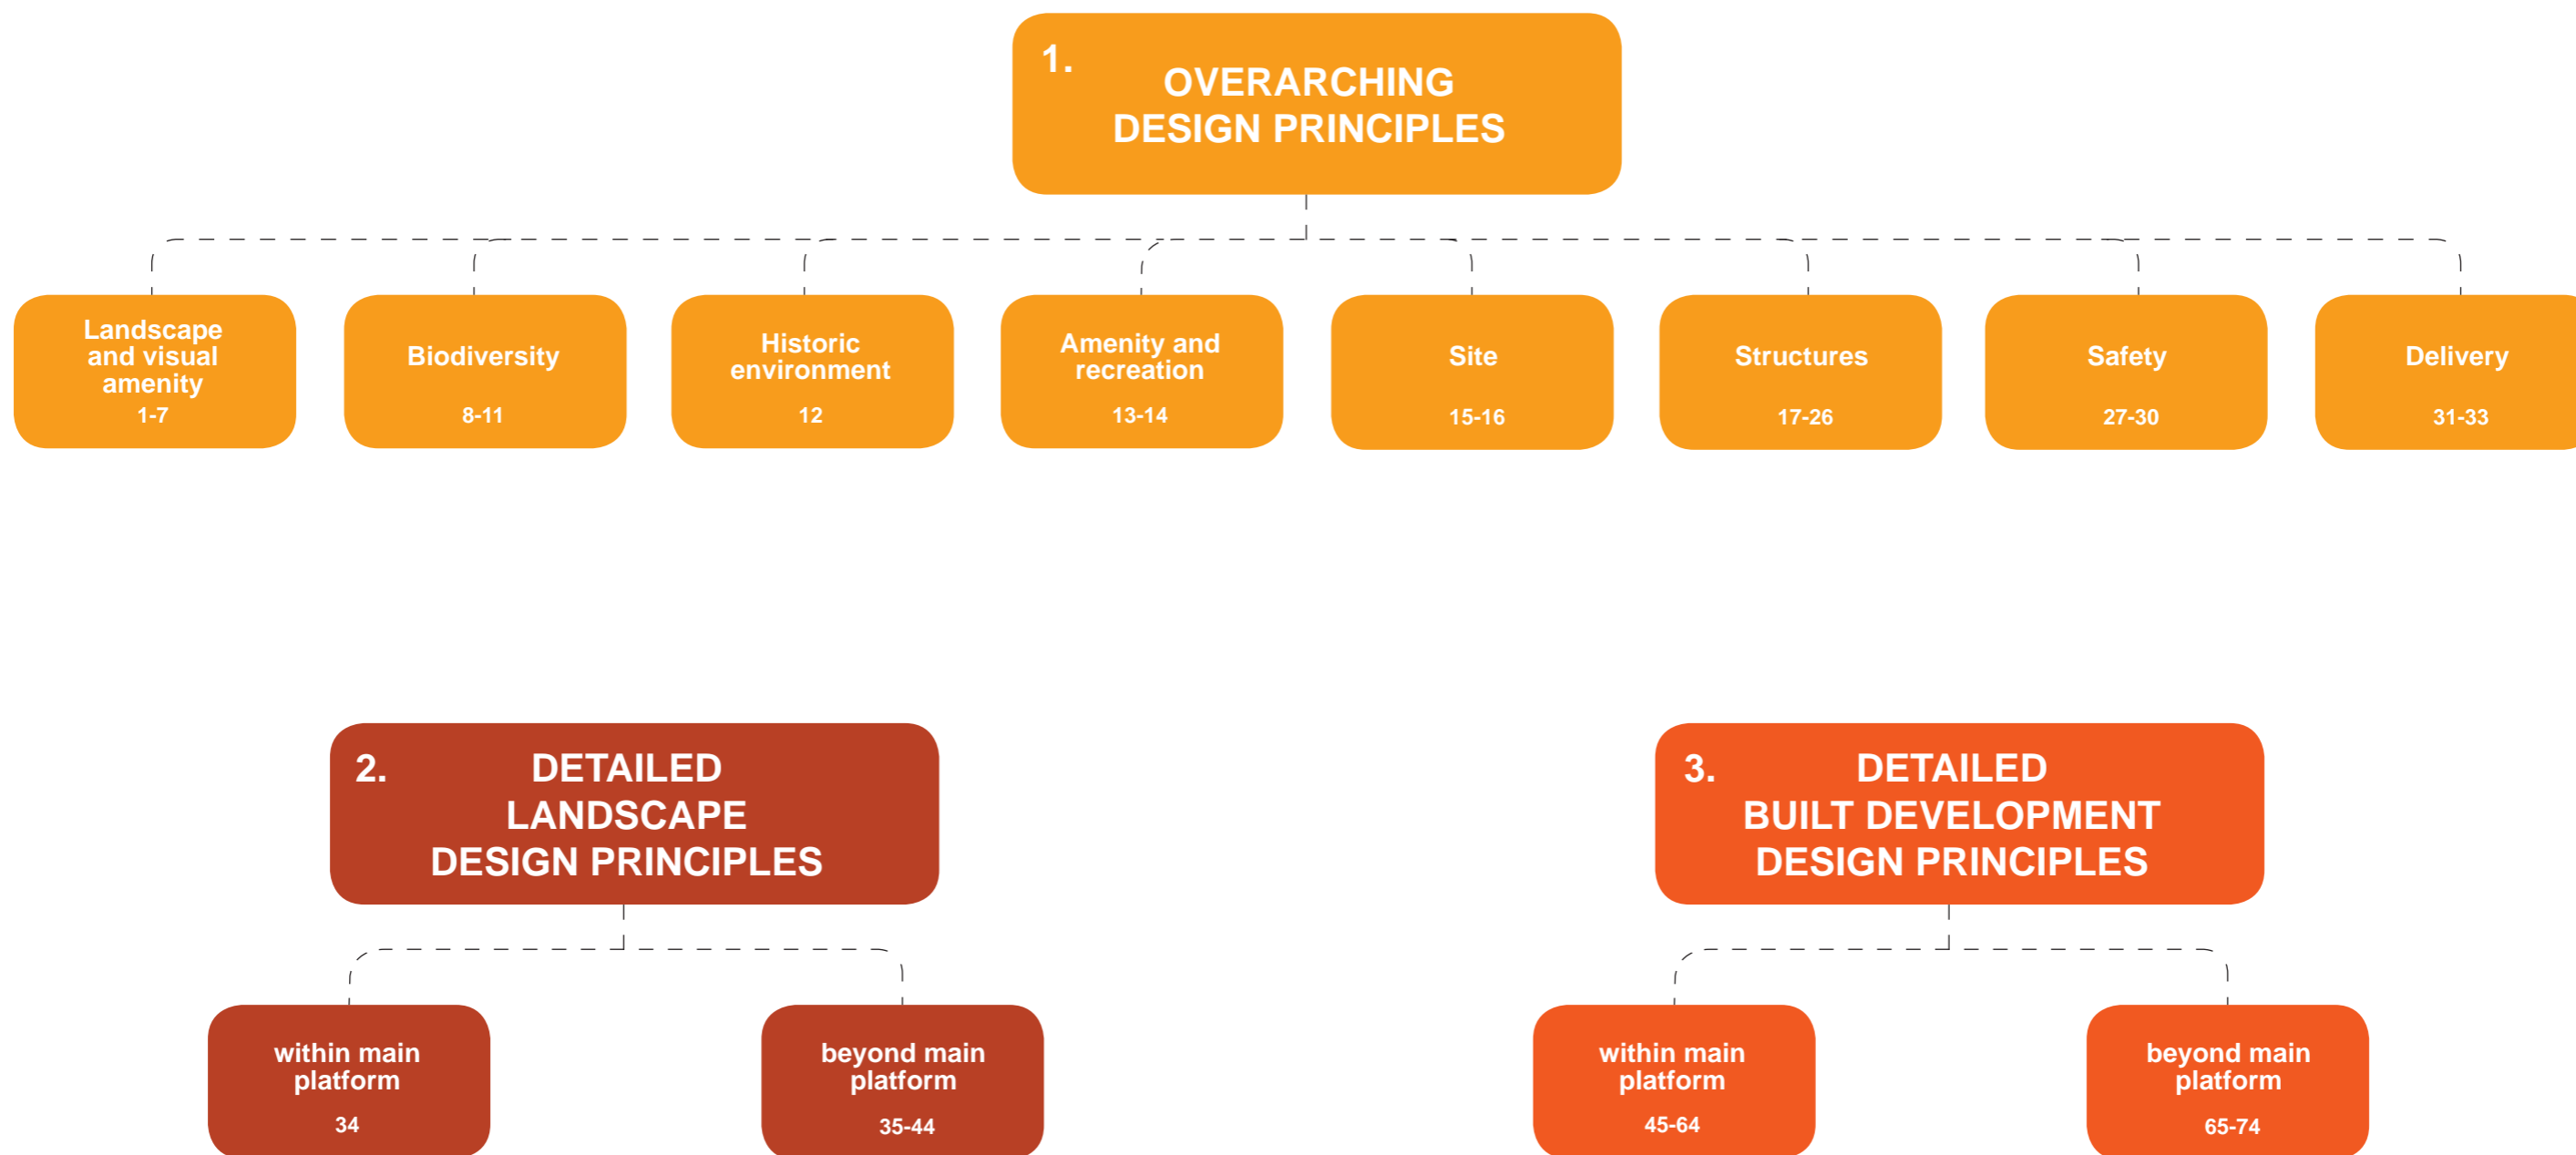 1.
OVERARCHING
DESIGN PRINCIPLES
Landscape
and visual
amenity
1-7
Biodiversity
8-11
Historic
environment
12
Amenity and
recreation
13-14
Site
15-16
Structures
17-26
Safety
27-30
Delivery
31-33
2.
DETAILED
LANDSCAPE
DESIGN PRINCIPLES
within main
platform
34
beyond main
platform
35-44
3.
DETAILED
BUILT DEVELOPMENT
DESIGN PRINCIPLES
within main
platform
45-64
beyond main
platform
65-74